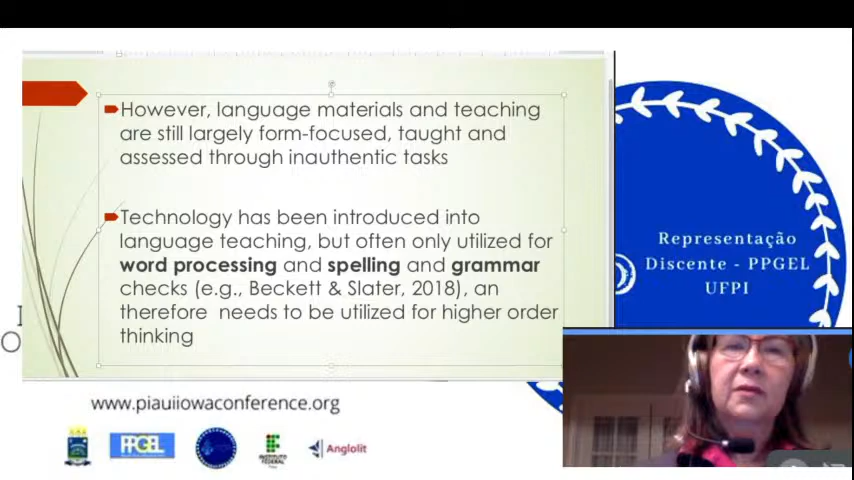 However, language materials and teaching
are still largely form-focused, taught and
assessed through inauthentic tasks
Technology has been introduced into
language teaching, but often only utilized for
word processing and spelling and grammar
checks (e.g., Beckett & Slater, 2018), an
therefore needs to be utilized for higher order
thinking
Representação
Discente - PPGEL
UFPI
www.piauiiowaconference.org
PPGEL
INSTITUTO
FEDERAL
Anglolit